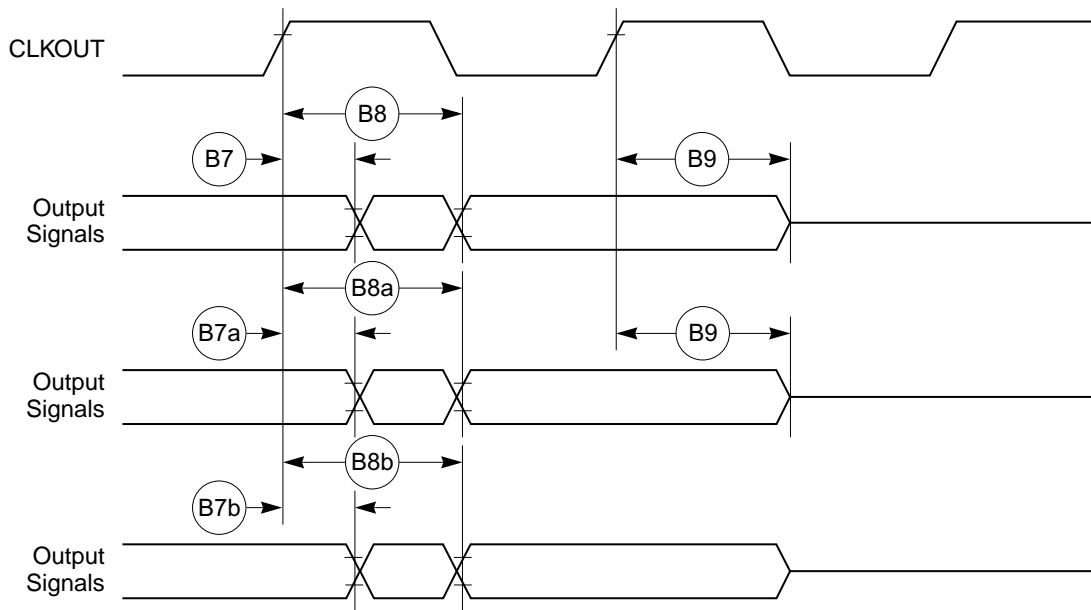 CLKOUT
B8
B7
B9
Output
Signals
B8a
B7a
B9
Output
Signals
B8b
B7b
Output
Signals